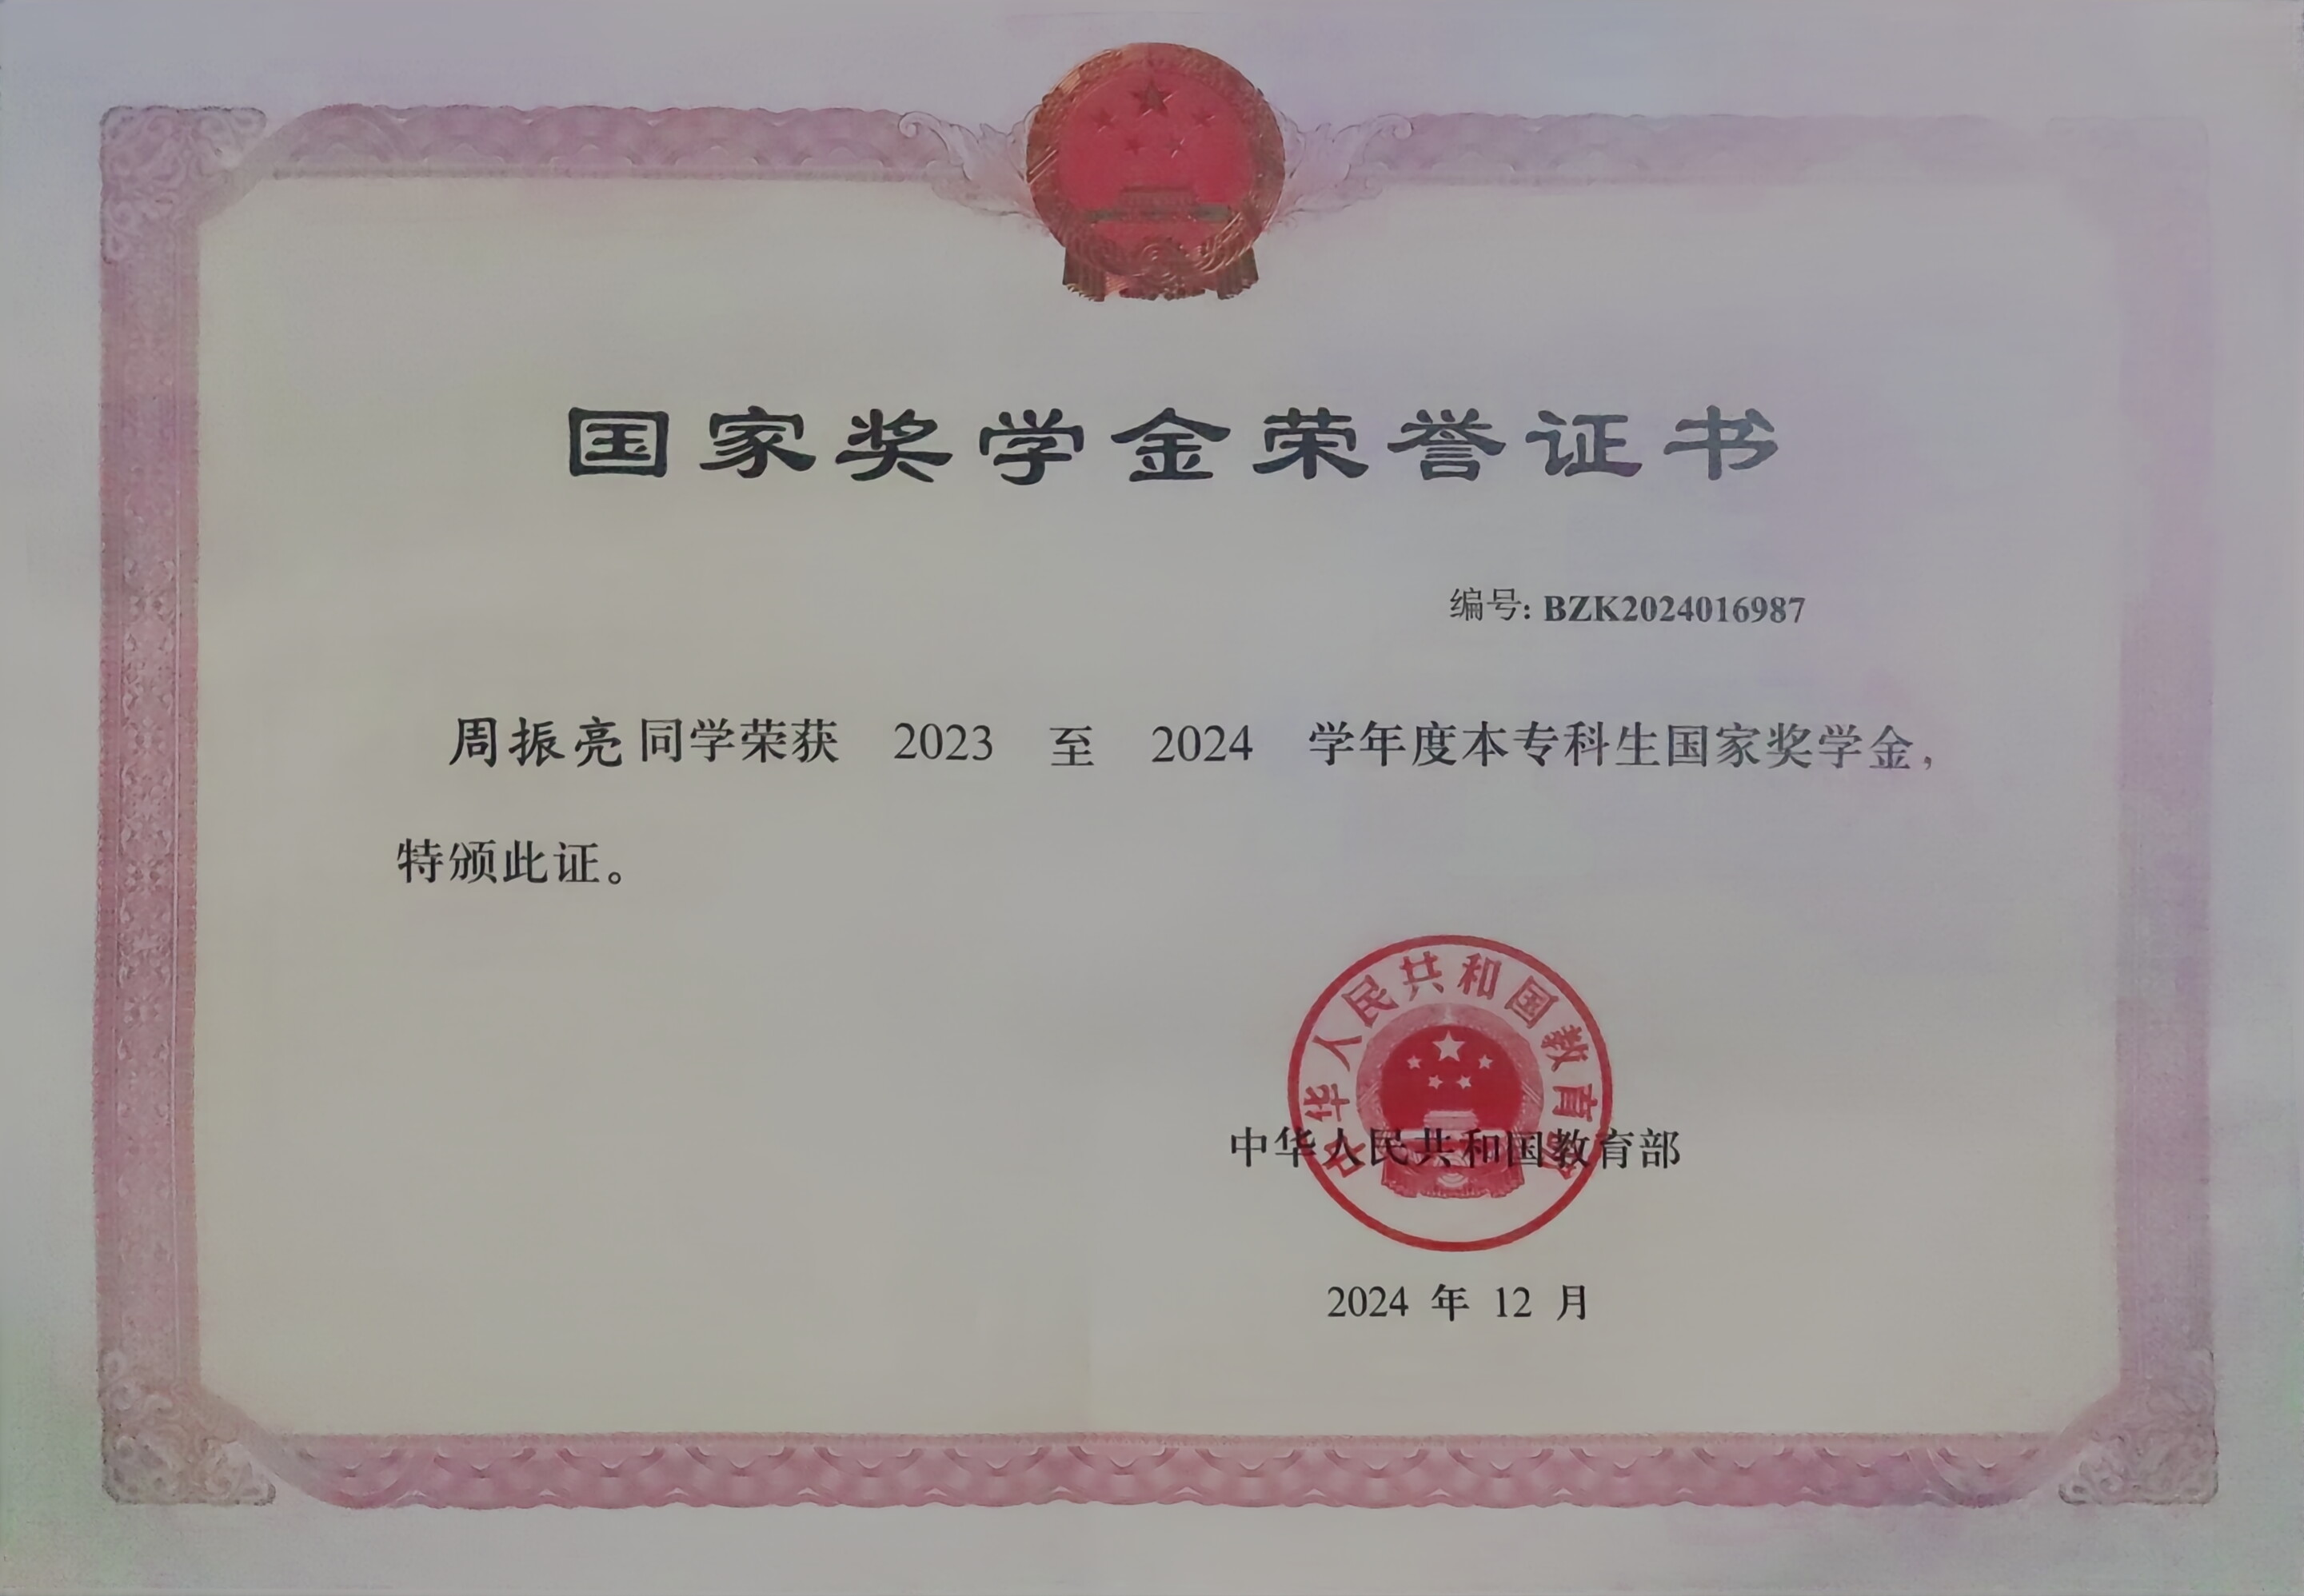 国家奖学金荣誉证书
编号: BZK2024016987
周振亮同学荣获 2023 至 2024 学年度本专科生国家奖学金，
特颁此证。
中华人民共和国教育部
中华人民共和国教育部
2024 年 12 月